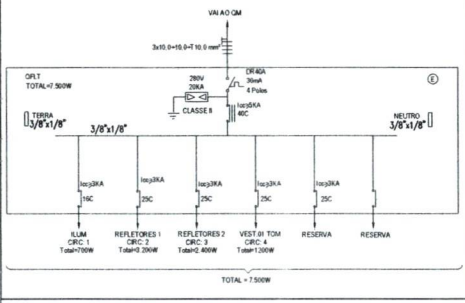 VAI AO QM
3x10,0-10,0-T10,0 mm²
QFLT
TOTAL=7.500W
280V
20KA
CLASSE B
DR40A
30mA
4 Polos
E
Icc≥5KA
40C
TERRA
3/8"x1/8"
3/8"x1/8"
NEUTRO
3/8"x1/8"
Icc≥3KA
16C
Icc≥3KA
25C
Icc≥3KA
25C
Icc≥3KA
25C
Icc≥3KA
25C
ILUM
CIRC: 1
Total=700W
REFLETORES 1
CIRC: 2
Total=3.200W
REFLETORES 2
CIRC: 3
Total=2.400W
VEST.01 TOM
CIRC: 4
Total=1200W
RESERVA
RESERVA
TOTAL = 7.500W